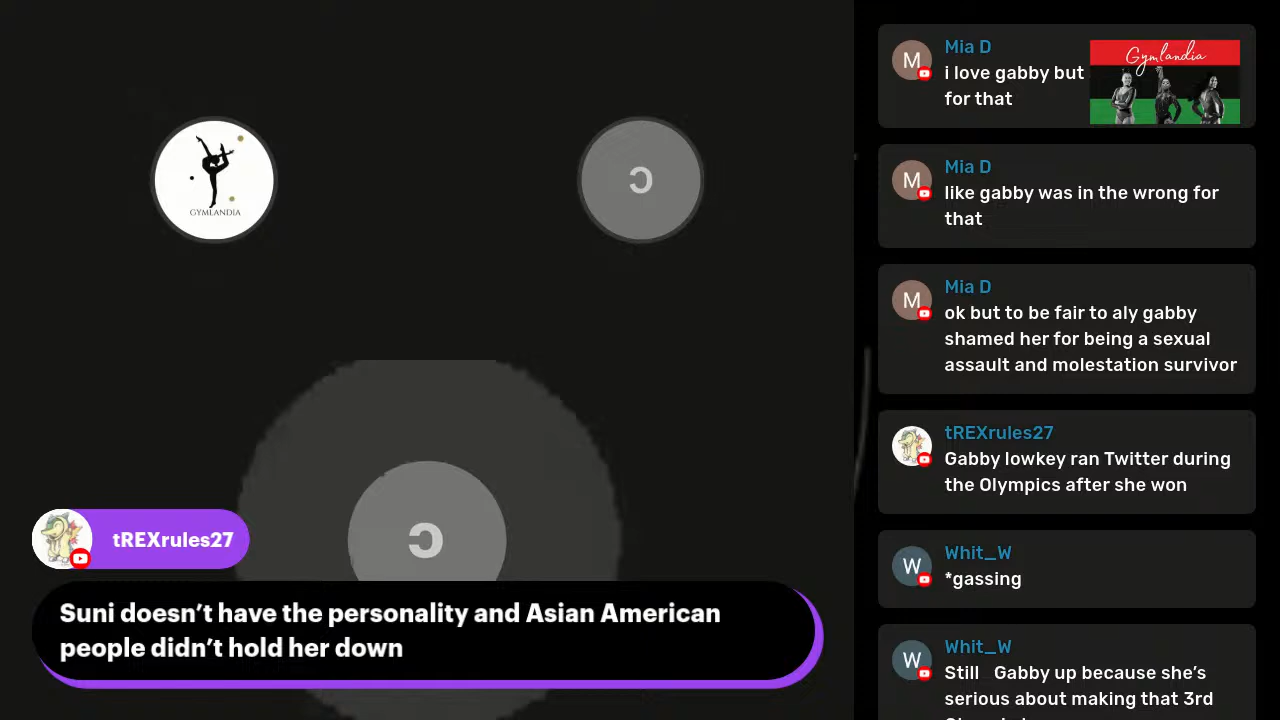 GYMLANDIA
C
C
tREXrules27
Suni doesn’t have the personality and Asian American
people didn’t hold her down
M
Mia D
i love gabby but
for that
Gymlandia
M
Mia D
like gabby was in the wrong for
that
M
Mia D
ok but to be fair to aly gabby
shamed her for being a sexual
assault and molestation survivor
tREXrules27
Gabby lowkey ran Twitter during
the Olympics after she won
W
Whit_W
*gassing
W
Whit_W
Still Gabby up because she’s
serious about making that 3rd